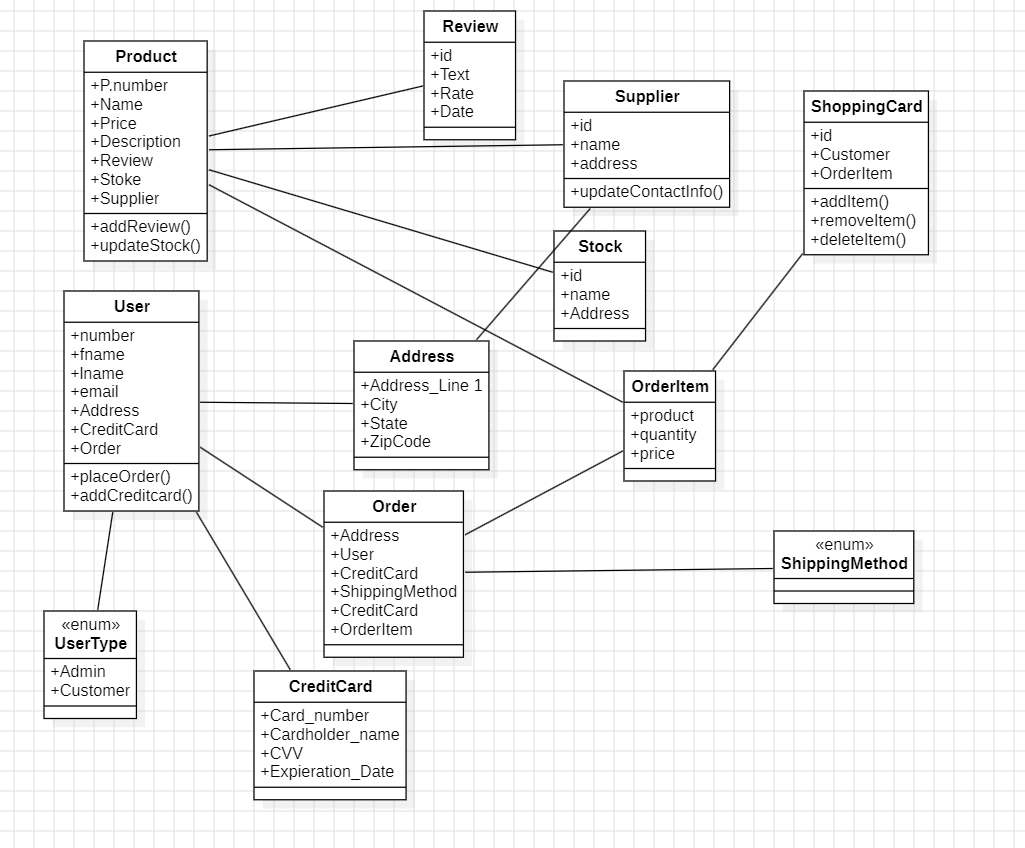 Review
+id
+Text
+Rate
+Date
Product
+P.number
+Name
+Price
+Description
+Review
+Stoke
+Supplier
+addReview()
+updateStock()
Supplier
+id
+name
+address
+updateContactInfo()
ShoppingCard
+id
+Customer
+OrderItem
+addItem()
+removeItem()
+deleteItem()
Stock
+id
+name
+Address
User
+number
+fname
+lname
+email
+Address
+CreditCard
+Order
+placeOrder()
+addCreditcard()
Address
+Address_Line 1
+City
+State
+ZipCode
OrderItem
+product
+quantity
+price
Order
+Address
+User
+CreditCard
+ShippingMethod
+CreditCard
+OrderItem
«enum»
ShippingMethod
«enum»
UserType
+Admin
+Customer
CreditCard
+Card_number
+Cardholder_name
+CVV
+Expieration_Date